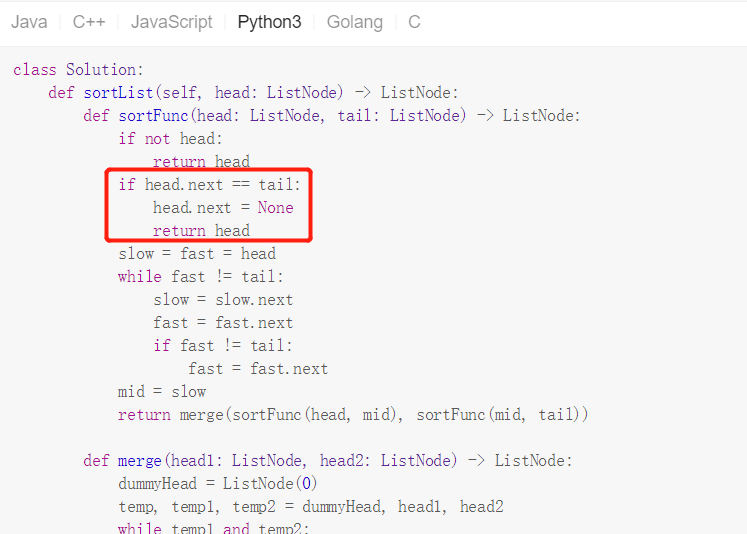 Java C++ JavaScript Python3 Golang C
class Solution:
    def sortList(self, head: ListNode) -> ListNode:
        def sortFunc(head: ListNode, tail: ListNode) -> ListNode:
            if not head:
                return head
            if head.next == tail:
                head.next = None
                return head
            slow = fast = head
            while fast != tail:
                slow = slow.next
                fast = fast.next
                if fast != tail:
                    fast = fast.next
            mid = slow
            return merge(sortFunc(head, mid), sortFunc(mid, tail))

        def merge(head1: ListNode, head2: ListNode) -> ListNode:
            dummyHead = ListNode(0)
            temp, temp1, temp2 = dummyHead, head1, head2
            while temp1 and temp2: